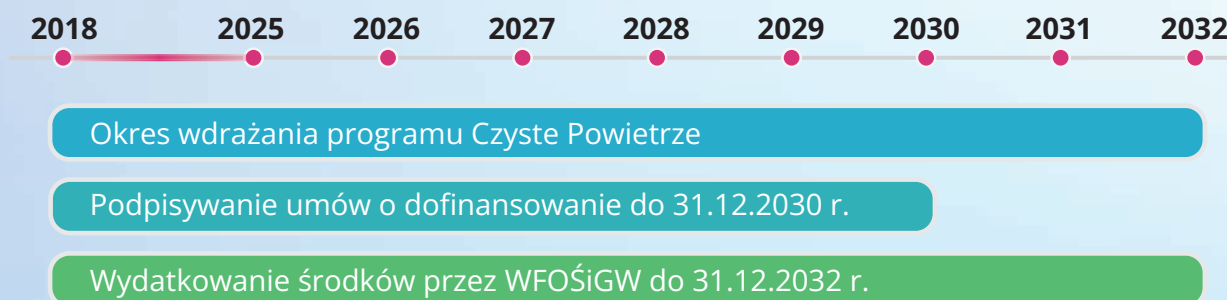 2018 2025 2026 2027 2028 2029 2030 2031 2032
Okres wdrażania programu Czyste Powietrze
Podpisywanie umów o dofinansowanie do 31.12.2030 r.
Wydatkowanie środków przez WFOŚiGW do 31.12.2032 r.